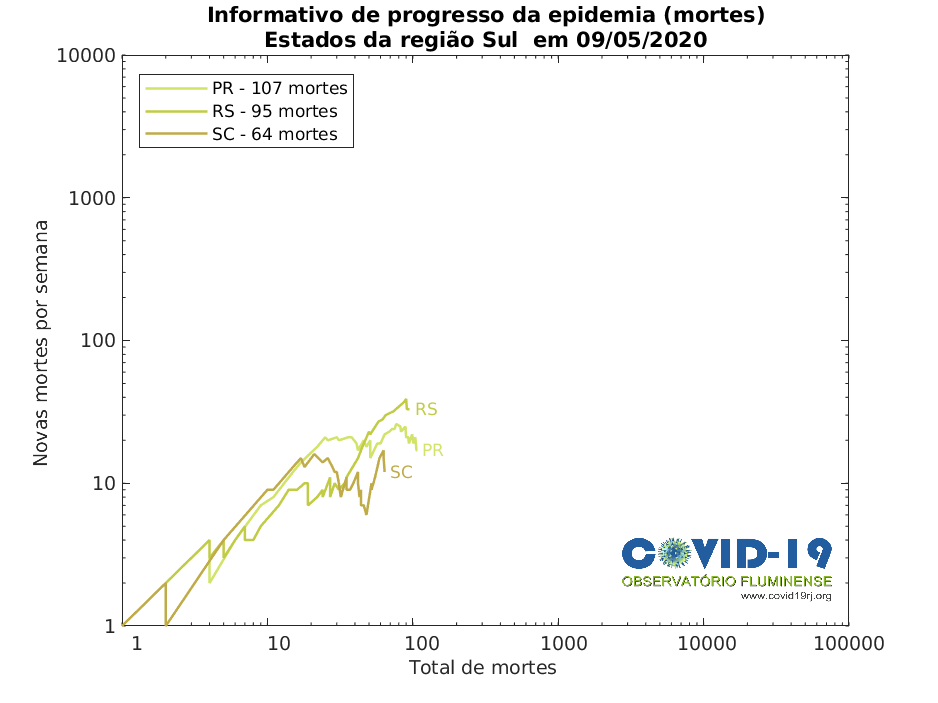 Informativo de progresso da epidemia (mortes)
Estados da região Sul  em 09/05/2020
10000
1000
100
10
1
Novas mortes por semana
PR - 107 mortes
RS - 95 mortes
SC - 64 mortes
RS
PR
SC
COVID-19
OBSERVATÓRIO FLUMINENSE
www.covid19rj.org
1
10
100
1000
10000
100000
Total de mortes